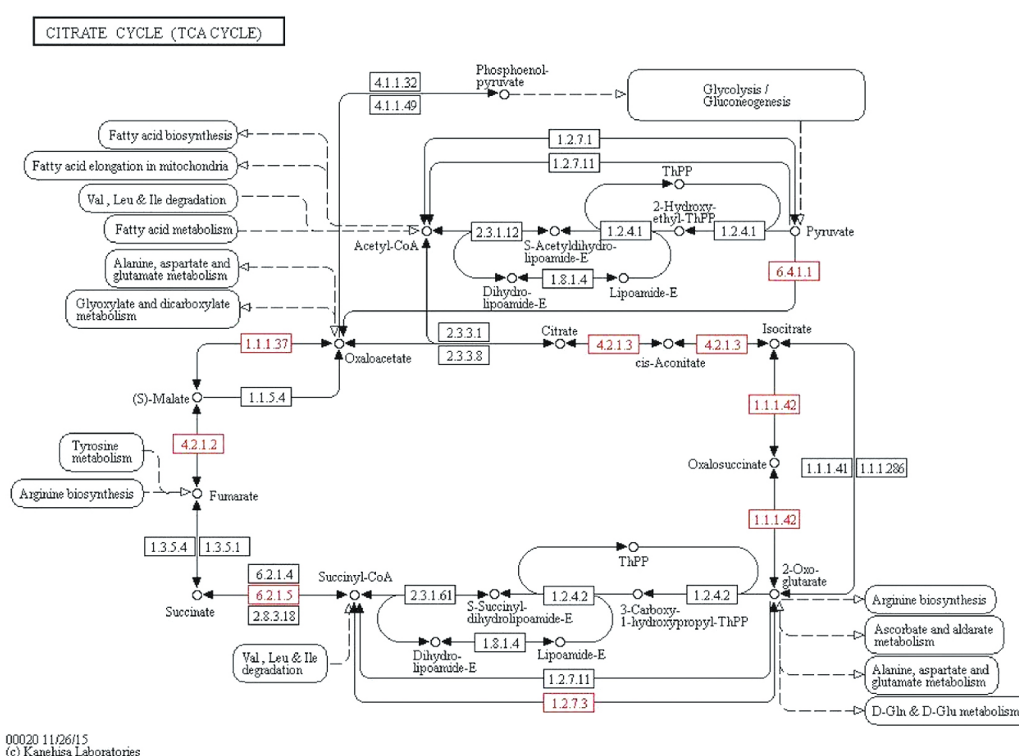 CITRATE CYCLE (TCA CYCLE)
Phosphoenol-
pyruvate
4.1.1.32
4.1.1.49
Glycolysis /
Gluconeogenesis
Fatty acid biosynthesis
Fatty acid elongation in mitochondria
Val , Leu & Ile degradation
Fatty acid metabolism
Alanine, aspartate and
glutamate metabolism
Glyoxylate and dicarboxylate
metabolism
1.2.7.1
1.2.7.11
ThPP
2-Hydroxy-
ethyl-ThPP
Acetyl-CoA
2.3.1.12
S-Acetyldihydro-
lipoamide-E
1.2.4.1
1.2.4.1
Pyruvate
Dihydro-
lipoamide-E
1.8.1.4
Lipoamide-E
6.4.1.1
1.1.1.37
Oxaloacetate
2.3.3.1
2.3.3.8
Citrate
4.2.1.3
cis-Aconitate
4.2.1.3
Isocitrate
(S)-Malate
1.1.5.4
1.1.1.42
4.2.1.2
Tyrosine
metabolism
Arginine biosynthesis
Fumarate
Oxalosuccinate
1.1.1.41
1.1.1.286
1.1.1.42
1.3.5.4
1.3.5.1
ThPP
2-Oxo-
glutarate
Succinate
6.2.1.4
6.2.1.5
2.8.3.18
Succinyl-CoA
2.3.1.61
S-Succinyl-
dihydrolipoamide-E
1.2.4.2
3-Carboxy-
1-hydroxypropyl-ThPP
1.2.4.2
Dihydro-
lipoamide-E
1.8.1.4
Lipoamide-E
Val , Leu & Ile
degradation
1.2.7.11
1.2.7.3
Arginine biosynthesis
Ascorbate and aldarate
metabolism
Alanine, aspartate and
glutamate metabolism
D-Gln & D-Glu metabolism
00020 11/26/15
(c) Kanehisa Laboratories